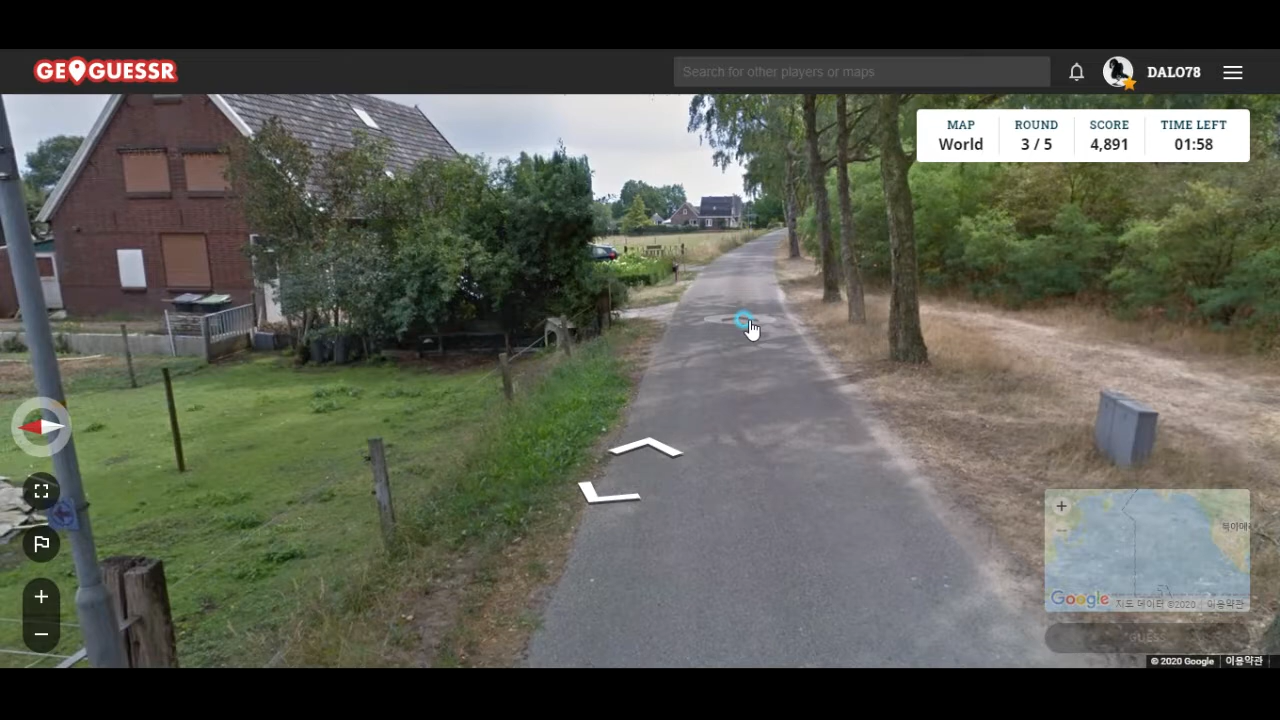 GEOGUESSR
Search for other players or maps
DALO78
MAP ROUND SCORE TIME LEFT
World 3 / 5 4,891 01:58
Google 지도 데이터 ©2020 이용약관
GUESS
© 2020 Google 이용약관